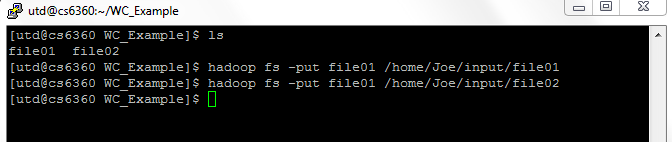 utd@cs6360:~/WC_Example
[utd@cs6360 WC_Example]$ ls
file01  file02
[utd@cs6360 WC_Example]$ hadoop fs -put file01 /home/Joe/input/file01
[utd@cs6360 WC_Example]$ hadoop fs -put file01 /home/Joe/input/file02
[utd@cs6360 WC_Example]$